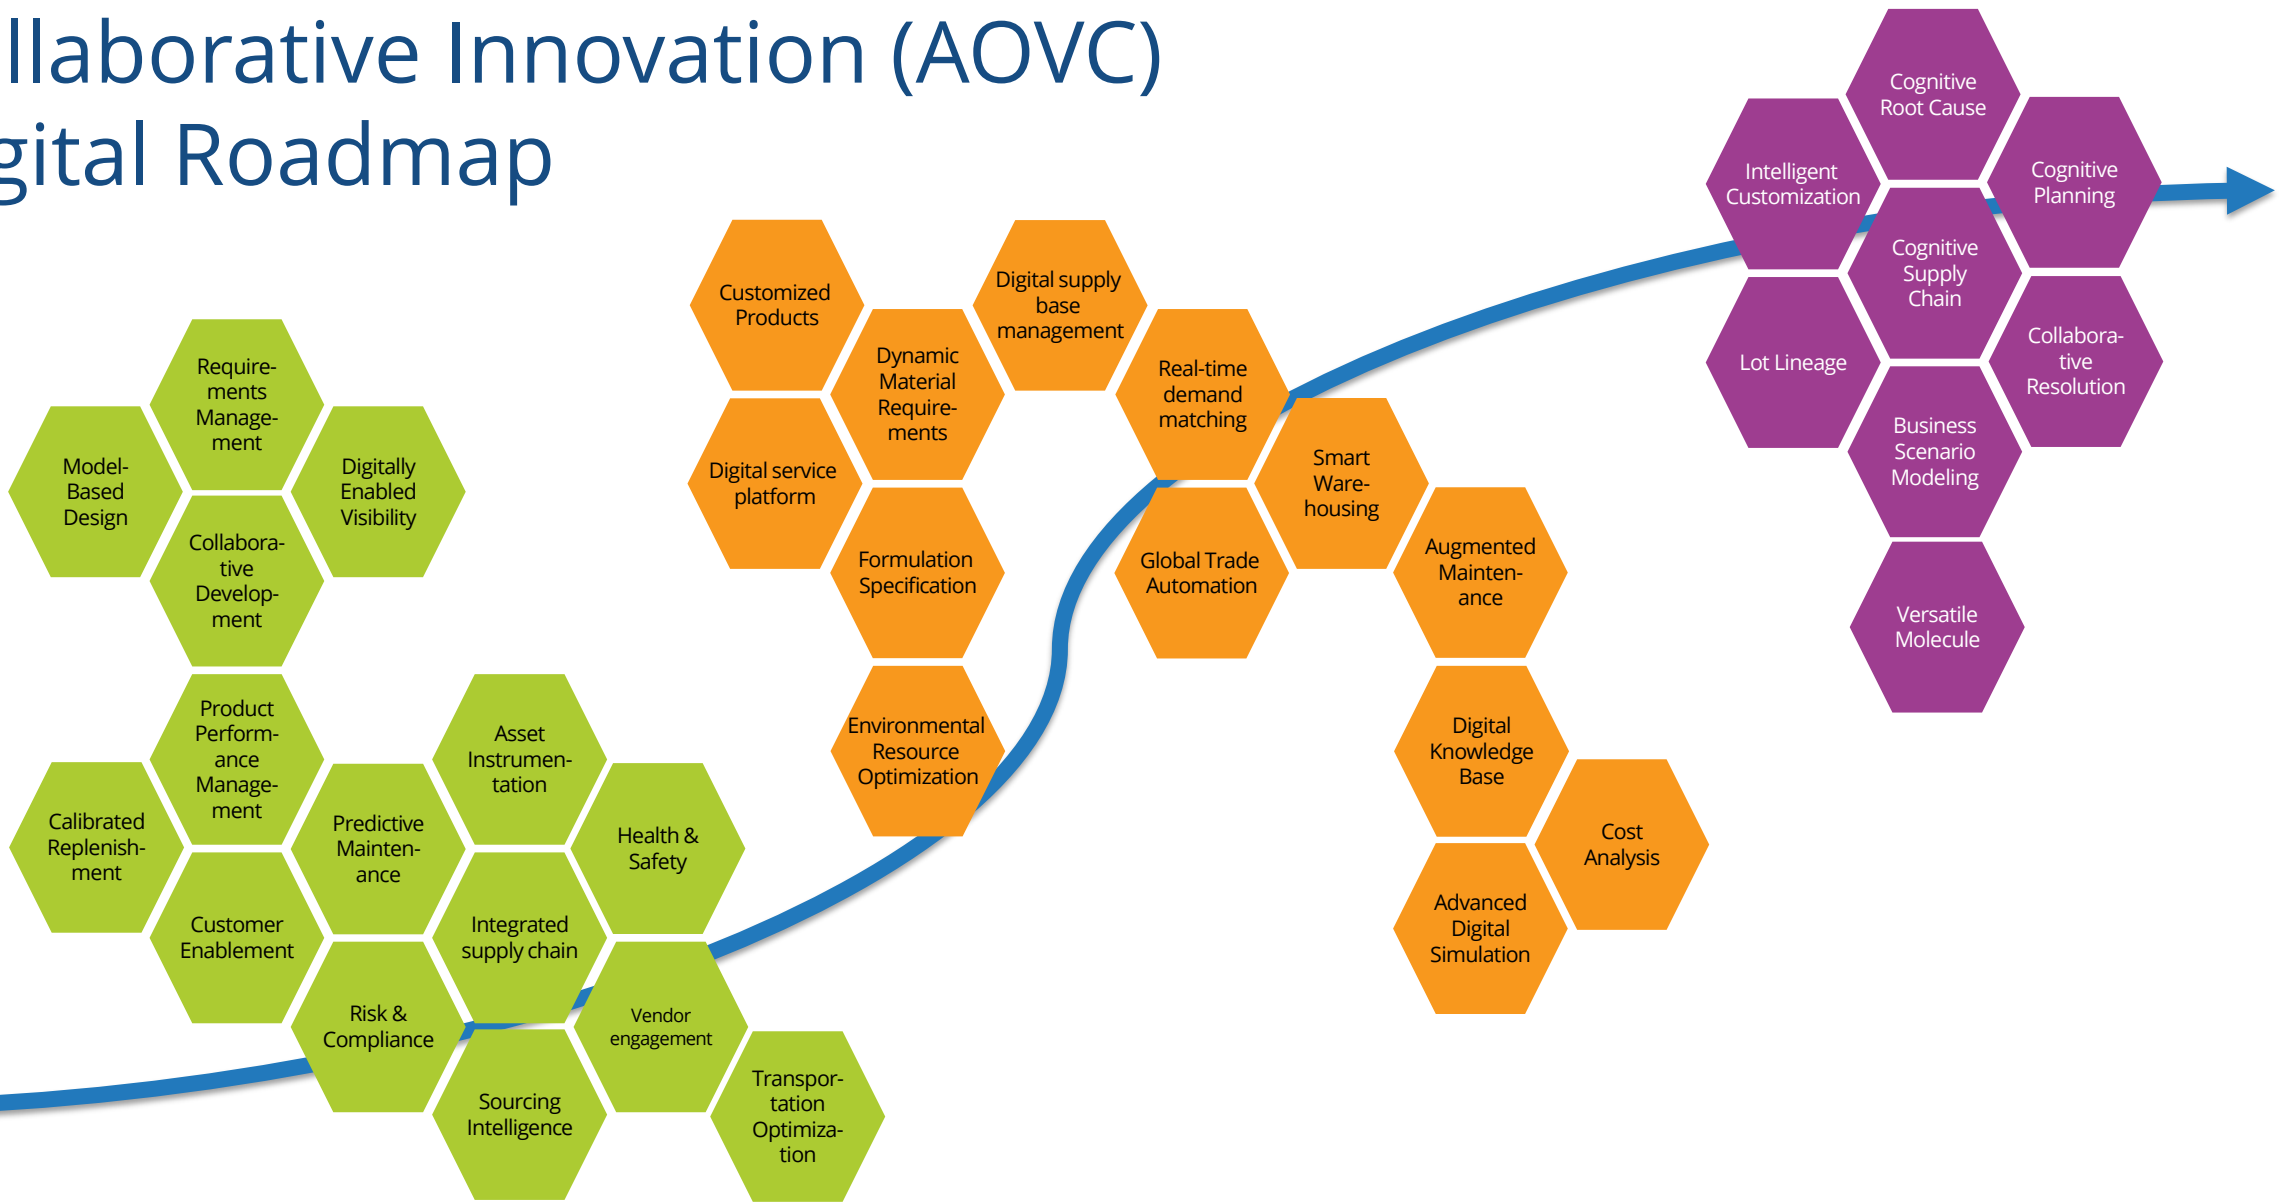 llaborative Innovation (AOVC)
gital Roadmap
Require-
ments
Manage-
ment
Model-
Based
Design
Digitally
Enabled
Visibility
Collabora-
tive
Develop-
ment
Product
Perform-
ance
Manage-
ment
Asset
Instrumen-
tation
Calibrated
Replenish-
ment
Predictive
Mainten-
ance
Health &
Safety
Customer
Enablement
Integrated
supply chain
Risk &
Compliance
Vendor
engagement
Sourcing
Intelligence
Transpor-
tation
Optimiza-
tion
Customized
Products
Digital supply
base
management
Dynamic
Material
Require-
ments
Real-time
demand
matching
Digital service
platform
Smart
Ware-
housing
Formulation
Specification
Global Trade
Automation
Augmented
Mainten-
ance
Environmental
Resource
Optimization
Digital
Knowledge
Base
Cost
Analysis
Advanced
Digital
Simulation
Cognitive
Root Cause
Intelligent
Customization
Cognitive
Planning
Cognitive
Supply
Chain
Lot Lineage
Collabora-
tive
Resolution
Business
Scenario
Modeling
Versatile
Molecule